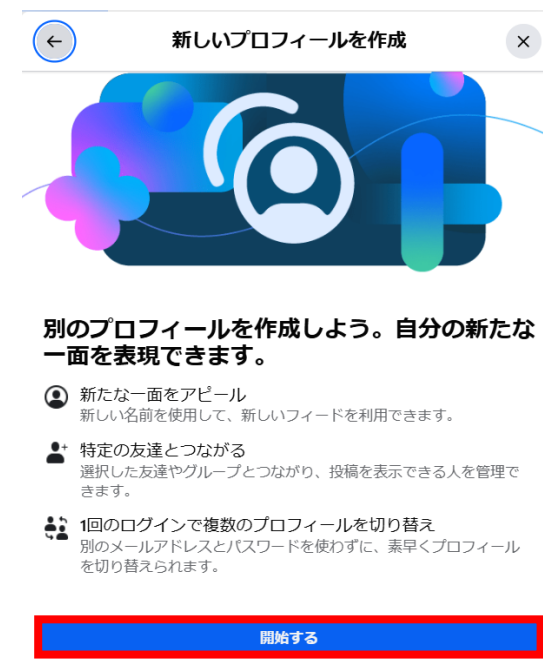 新しいプロフィールを作成
別のプロフィールを作成しよう。自分の新たな
一面を表現できます。
新たな一面をアピール
新しい名前を使用して、新しいフィードを利用できます。
特定の友達とつながる
選択した友達やグループとつながり、投稿を表示できる人を管理で
きます。
1回のログインで複数のプロフィールを切り替え
別のメールアドレスとパスワードを使わずに、素早くプロフィール
を切り替えられます。
開始する